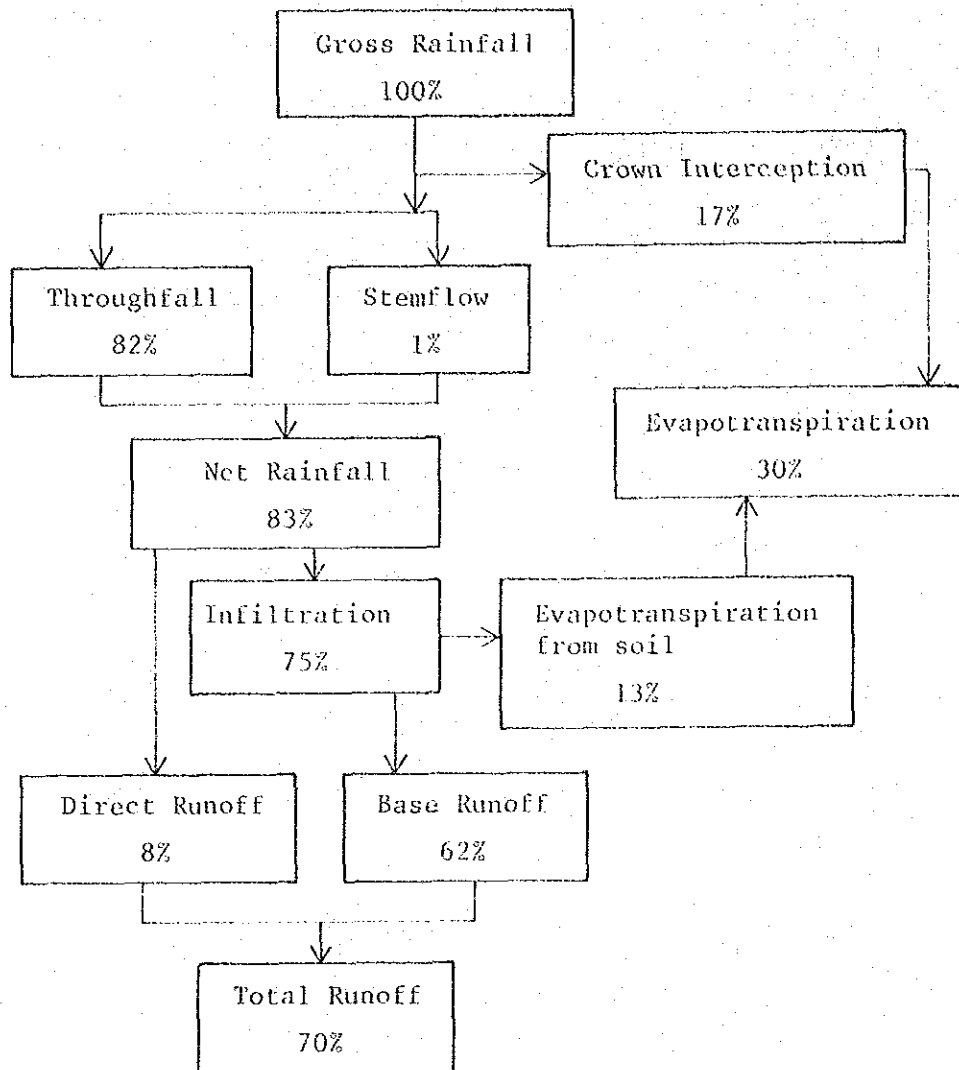 Gross Rainfall
100%
Crown Interception
17%
Throughfall
82%
Stemflow
1%
Evapotranspiration
30%
Net Rainfall
83%
Infiltration
75%
Evapotranspiration
from soil
13%
Direct Runoff
8%
Base Runoff
62%
Total Runoff
70%